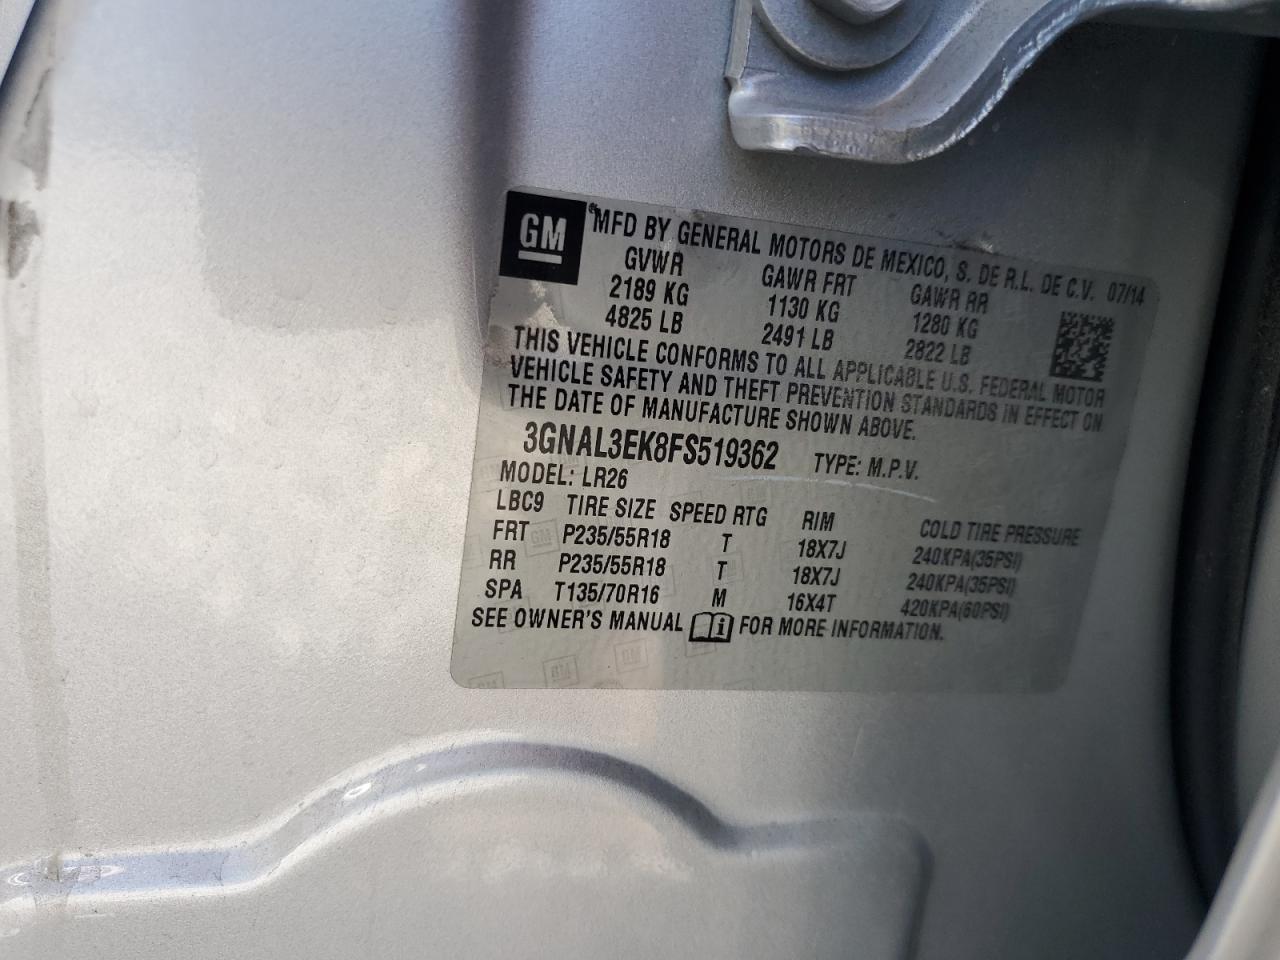 GM ® MFD BY GENERAL MOTORS DE MEXICO, S. DE R.L. DE C.V. 07/14
GVWR GAWR FRT GAWR RR
2189 KG 1130 KG 1280 KG
4825 LB 2491 LB 2822 LB
THIS VEHICLE CONFORMS TO ALL APPLICABLE U.S. FEDERAL MOTOR
VEHICLE SAFETY AND THEFT PREVENTION STANDARDS IN EFFECT ON
THE DATE OF MANUFACTURE SHOWN ABOVE.
3GNAL3EK8FS519362 TYPE: M.P.V.
MODEL: LR26
LBC9 TIRE SIZE SPEED RTG RIM COLD TIRE PRESSURE
FRT P235/55R18 T 18X7J 240KPA(35PSI)
RR P235/55R18 T 18X7J 240KPA(35PSI)
SPA T135/70R16 M 16X4T 420KPA(60PSI)
SEE OWNER'S MANUAL FOR MORE INFORMATION.